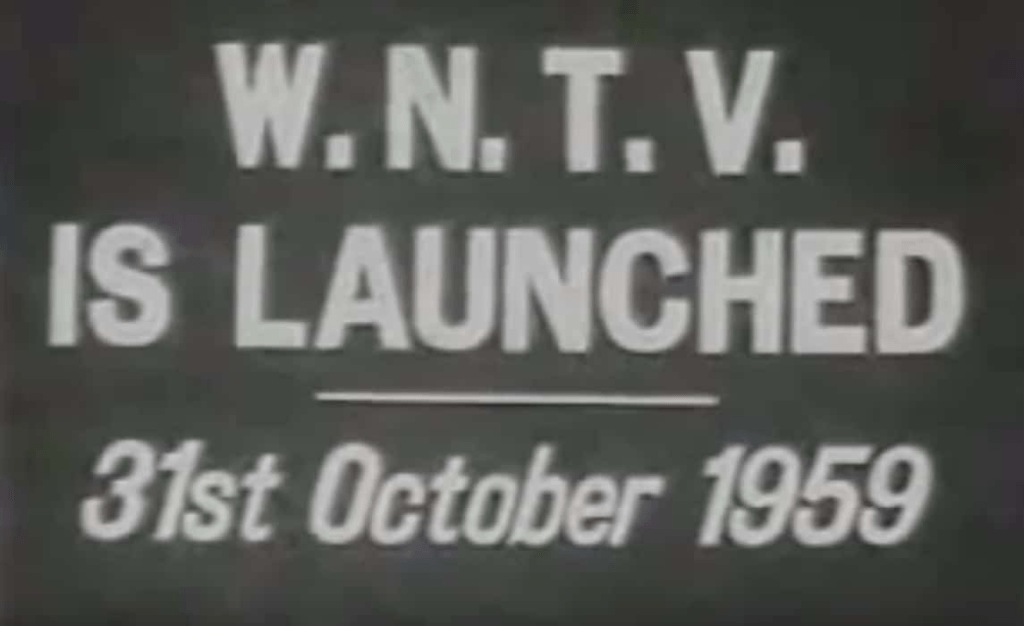 W.N.T.V.
IS LAUNCHED
31st October 1959